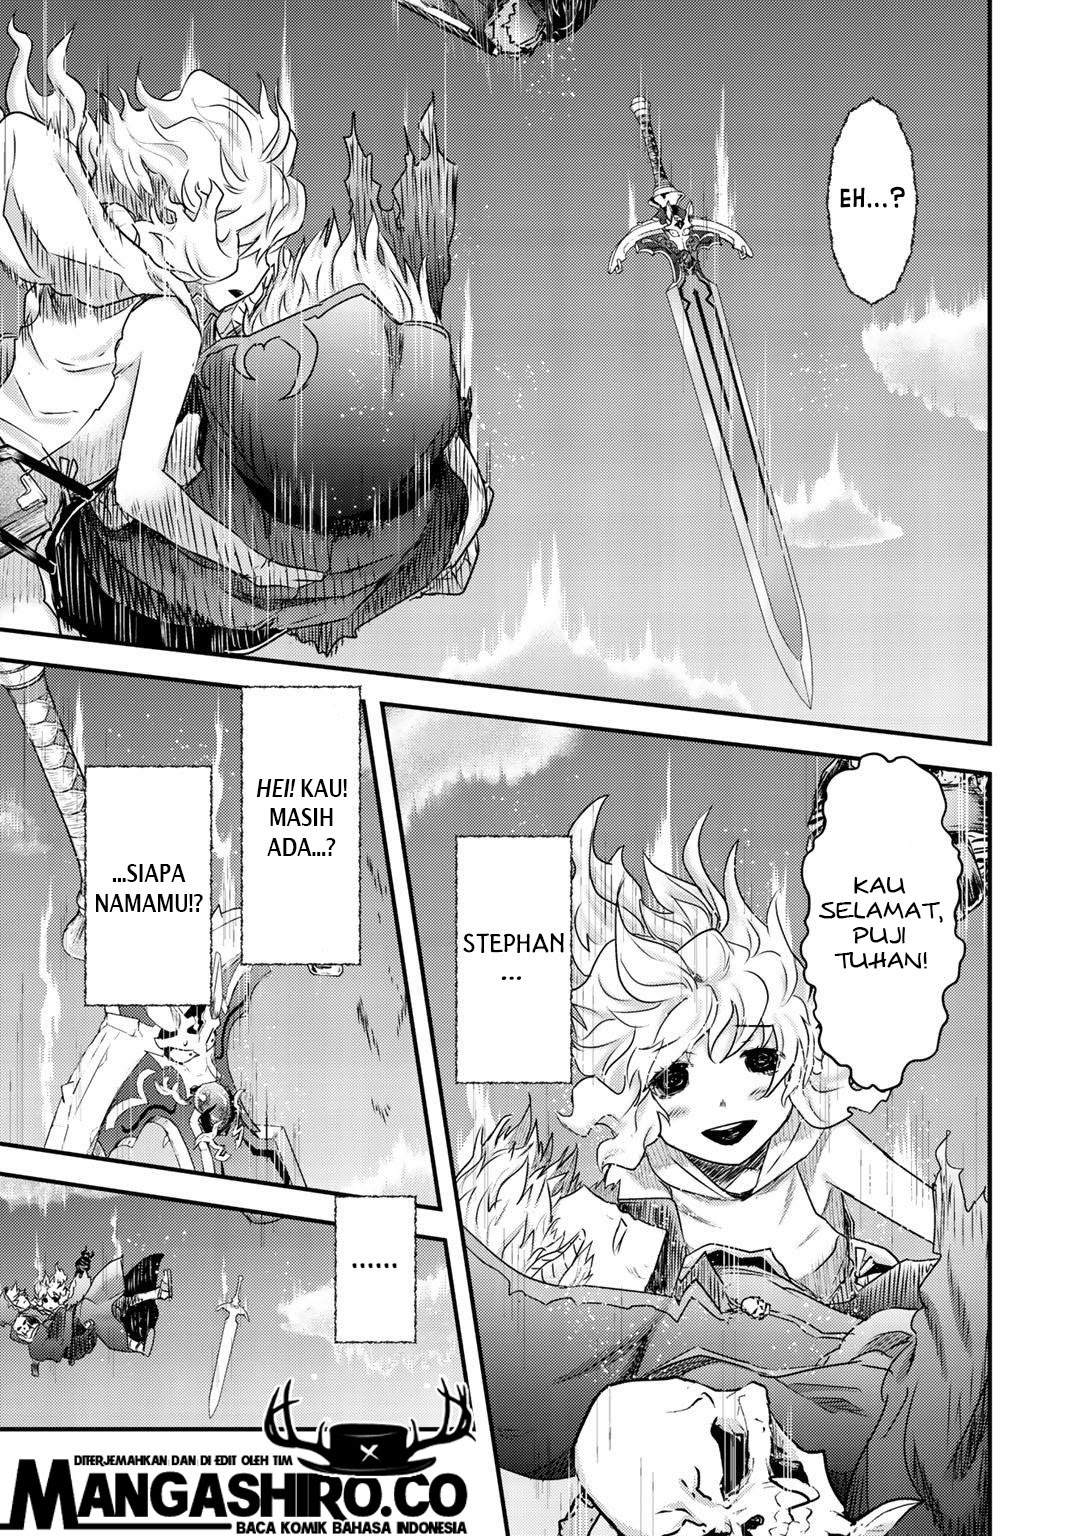 EH...?
KAU
SELAMAT,
PUJI
TUHAN!
STEPHAN
...
HEI! KAU!
MASIH
ADA...?
...SIAPA
NAMAMU!?
......
DITERJEMAHKAN DAN DI EDIT OLEH TIM
MANGASHIRO.CO
BACA KOMIK BAHASA INDONESIA